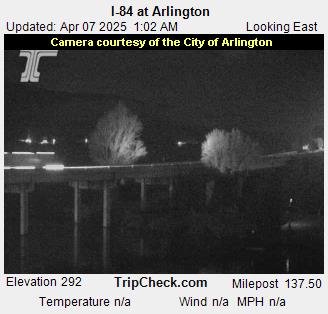 I-84 at Arlington
Updated: Apr 07 2025 1:02 AM Looking East
Camera courtesy of the City of Arlington
Elevation 292 TripCheck.com Milepost 137.50
Temperature n/a Wind n/a MPH n/a